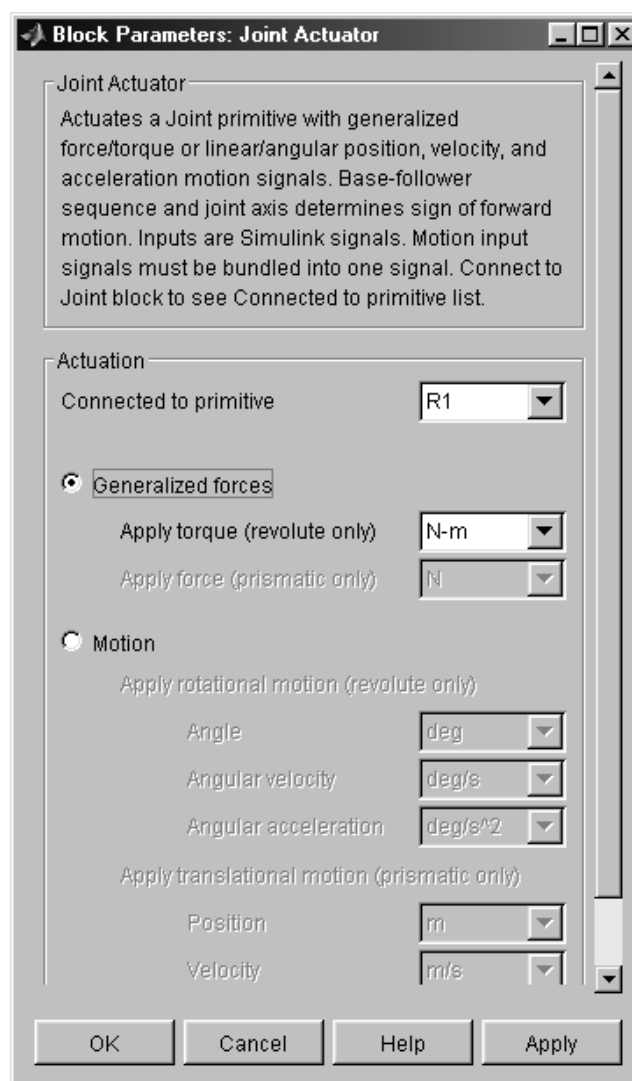 Block Parameters: Joint Actuator
Joint Actuator
Actuates a Joint primitive with generalized
force/torque or linear/angular position, velocity, and
acceleration motion signals. Base-follower
sequence and joint axis determines sign of forward
motion. Inputs are Simulink signals. Motion input
signals must be bundled into one signal. Connect to
Joint block to see Connected to primitive list.
Actuation
Connected to primitive R1
Generalized forces
Apply torque (revolute only) N-m
Apply force (prismatic only) N
Motion
Apply rotational motion (revolute only)
Angle deg
Angular velocity deg/s
Angular acceleration deg/s^2
Apply translational motion (prismatic only)
Position m
Velocity m/s
OK Cancel Help Apply